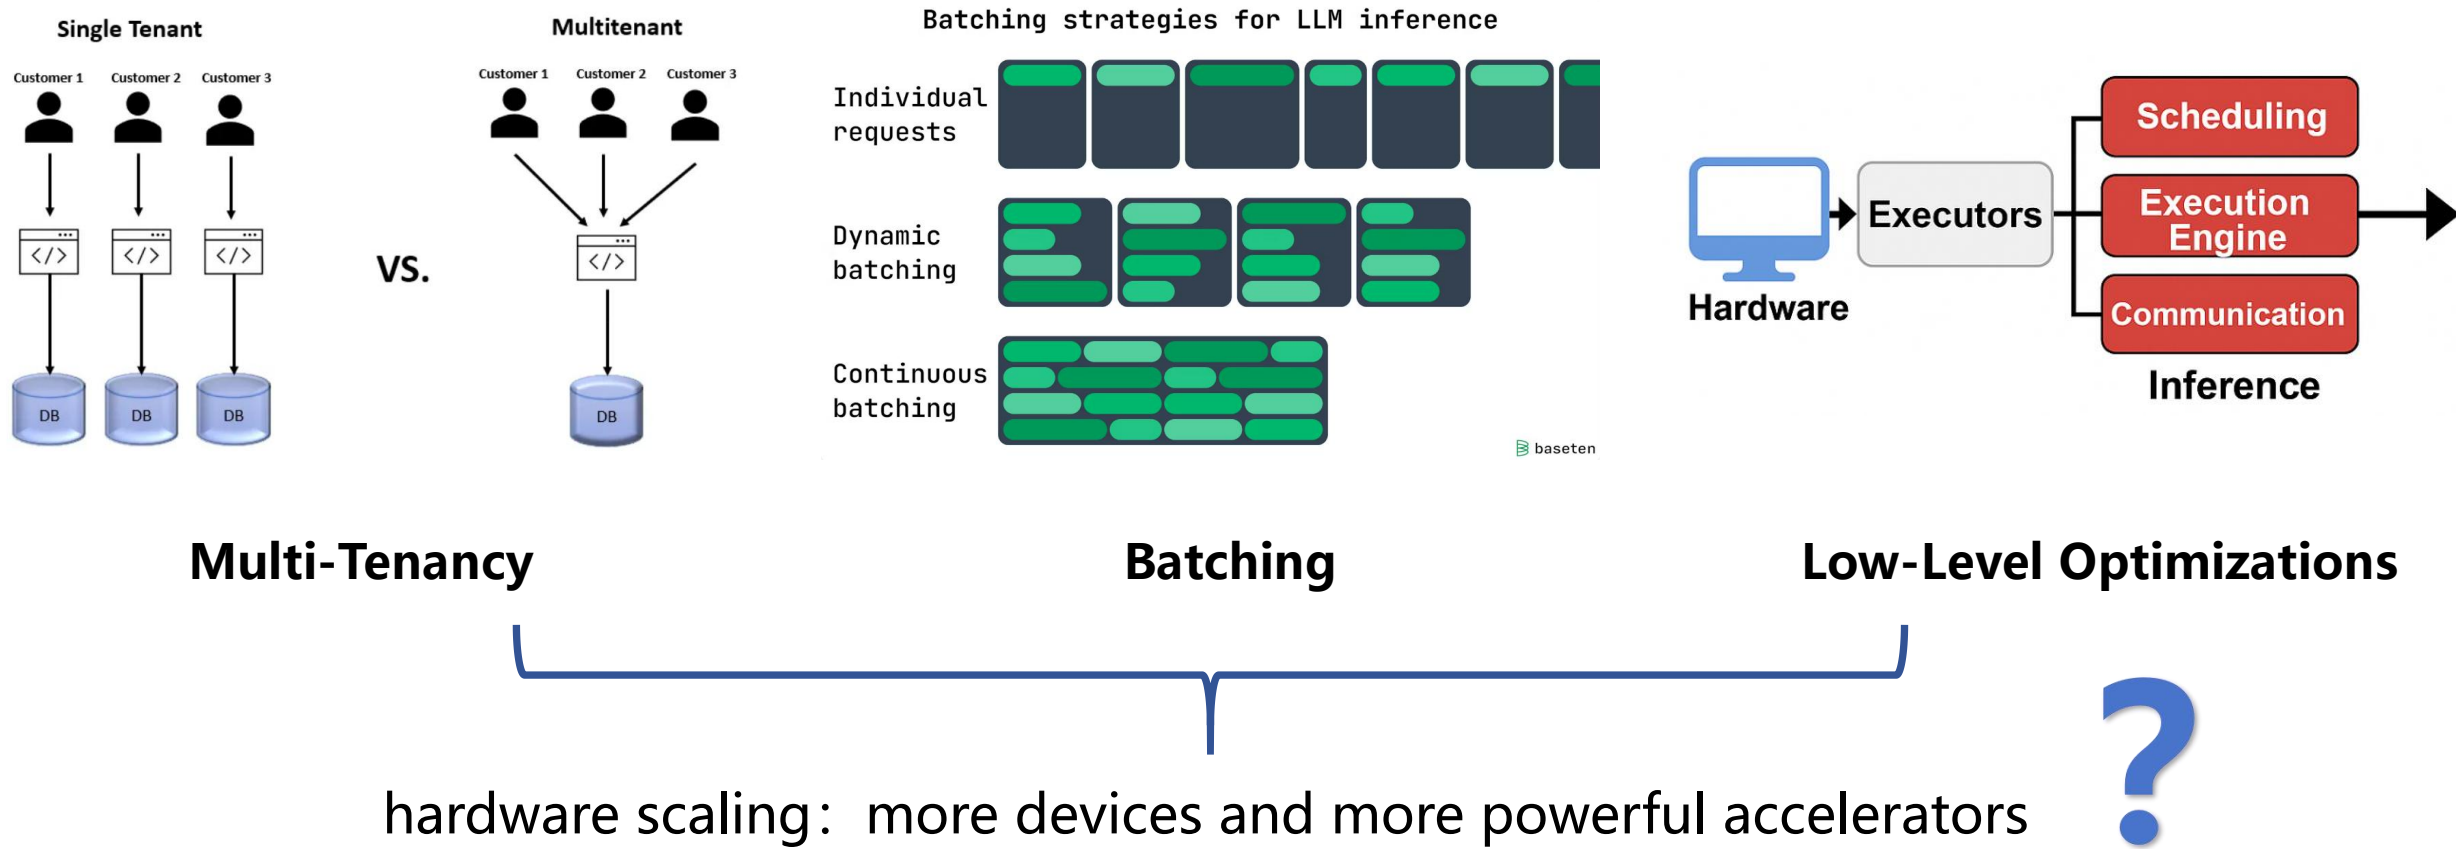 Single Tenant
Customer 1
Customer 2
Customer 3
</>
</>
</>
DB
DB
DB
VS.
Multitenant
Customer 1
Customer 2
Customer 3
</>
DB
Batching strategies for LLM inference
Individual
requests
Dynamic
batching
Continuous
batching
baseten
Hardware
Executors
Scheduling
Execution
Engine
Communication
Inference
Multi-Tenancy
Batching
Low-Level Optimizations
hardware scaling：more devices and more powerful accelerators
?